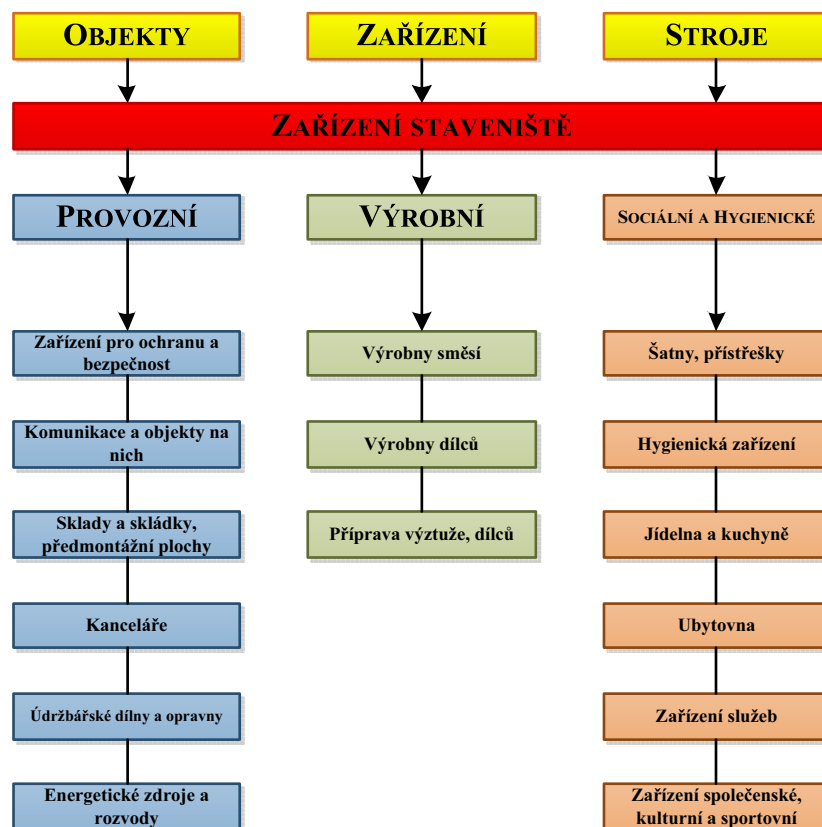 OBJEKTY
ZAŘÍZENÍ
STROJE
ZAŘÍZENÍ STAVENIŠTĚ
PROVOZNÍ
VÝROBNÍ
SOCIÁLNÍ A HYGIENICKÉ
Zařízení pro ochranu a
bezpečnost
Výrobny směsí
Šatny, přístřešky
Komunikace a objekty na
nich
Výrobny dílců
Hygienická zařízení
Sklady a skládky,
předmontážní plochy
Příprava výztuže, dílců
Jídelna a kuchyně
Kanceláře
Ubytovna
Údržbářské dílny a opravny
Zařízení služeb
Energetické zdroje a
rozvody
Zařízení společenské,
kulturní a sportovní